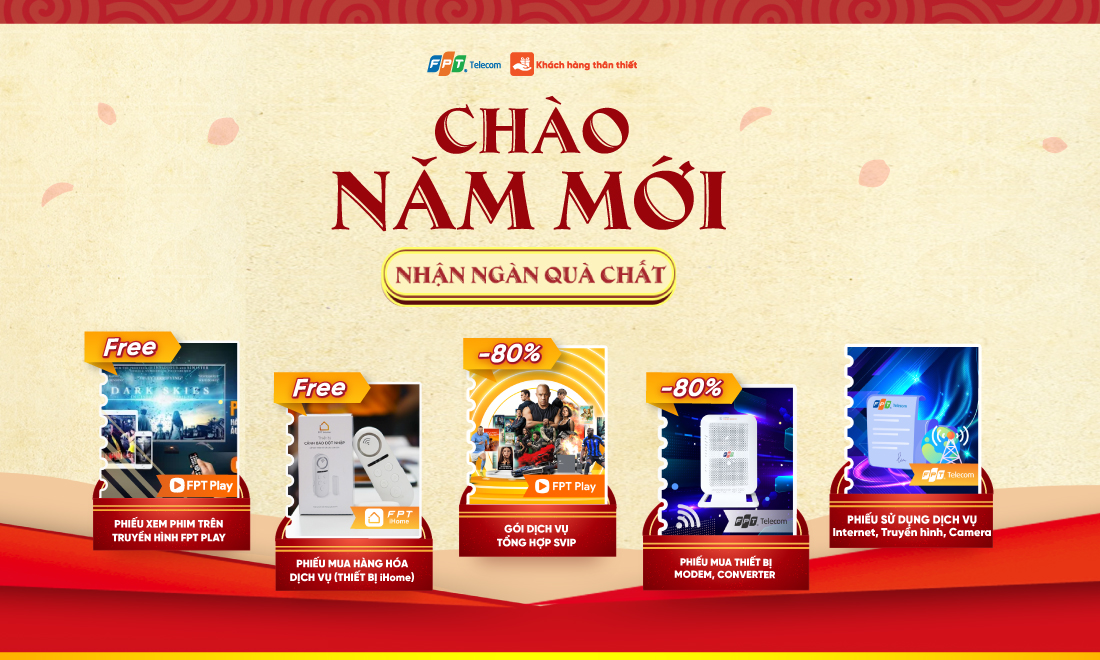 FPT Telecom Khách hàng thân thiết
CHÀO
NĂM MỚI
NHẬN NGÀN QUÀ CHẤT
Free
DARK SKIES
FPT Play
PHIẾU XEM PHIM TRÊN
TRUYỀN HÌNH FPT PLAY
Free
CẢNH BÁO ĐỘT NHẬP
FPT
iHome
PHIẾU MUA HÀNG HÓA
DỊCH VỤ (THIẾT BỊ iHome)
-80%
FPT Play
GÓI DỊCH VỤ
TỔNG HỢP SVIP
-80%
FPT
FPT Telecom
PHIẾU MUA THIẾT BỊ
MODEM, CONVERTER
FPT Telecom
FPT Telecom
PHIẾU SỬ DỤNG DỊCH VỤ
Internet, Truyền hình, Camera